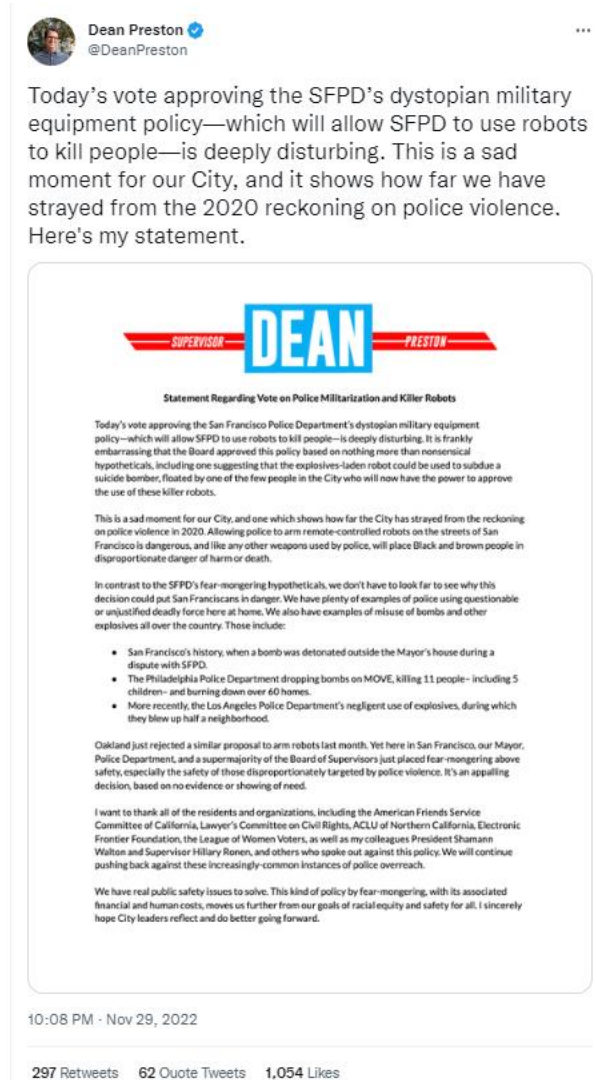 Dean Preston
@DeanPreston
Today's vote approving the SFPD's dystopian military
equipment policy—which will allow SFPD to use robots
to kill people—is deeply disturbing. This is a sad
moment for our City, and it shows how far we have
strayed from the 2020 reckoning on police violence.
Here's my statement.
SUPERVISOR DEAN PRESTON
Statement Regarding Vote on Police Militarization and Killer Robots
Today's vote approving the San Francisco Police Department's dystopian military equipment
policy—which will allow SFPD to use robots to kill people—is deeply disturbing. It is frankly
embarrassing that the Board approved this policy based on nothing more than nonsensical
hypotheticals, including one suggesting that the explosives-laden robot could be used to subdue a
suicide bomber, floated by one of the few people in the City who will now have the power to approve
the use of these killer robots.
This is a sad moment for our City, and one which shows how far the City has strayed from the reckoning
on police violence in 2020. Allowing police to arm remote-controlled robots on the streets of San
Francisco is dangerous, and like any other weapons used by police, will place Black and brown people in
disproportionate danger of harm or death.
In contrast to the SFPD's fear-mongering hypotheticals, we don't have to look far to see why this
decision could put San Franciscans in danger. We have plenty of examples of police using questionable
or unjustified deadly force here at home. We also have examples of misuse of bombs and other
explosives all over the country. Those include:
• San Francisco's history, when a bomb was detonated outside the Mayor's house during a
dispute with SFPD.
• The Philadelphia Police Department dropping bombs on MOVE, killing 11 people– including 5
children– and burning down over 60 homes.
• More recently, the Los Angeles Police Department's negligent use of explosives, during which
they blew up half a neighborhood.
Oakland just rejected a similar proposal to arm robots last month. Yet here in San Francisco, our Mayor,
Police Department, and a supermajority of the Board of Supervisors just placed fear-mongering above
safety, especially the safety of those disproportionately targeted by police violence. It's an appalling
decision, based on no evidence or showing of need.
I want to thank all of the residents and organizations, including the American Friends Service
Committee of California, Lawyer's Committee on Civil Rights, ACLU of Northern California, Electronic
Frontier Foundation, the League of Women Voters, as well as my colleagues President Shamann
Walton and Supervisor Hillary Ronen, and others who spoke out against this policy. We will continue
pushing back against these increasingly-common instances of police overreach.
We have real public safety issues to solve. This kind of policy by fear-mongering, with its associated
financial and human costs, moves us further from our goals of racial equity and safety for all. I sincerely
hope City leaders reflect and do better going forward.
10:08 PM · Nov 29, 2022
297 Retweets 62 Quote Tweets 1,054 Likes